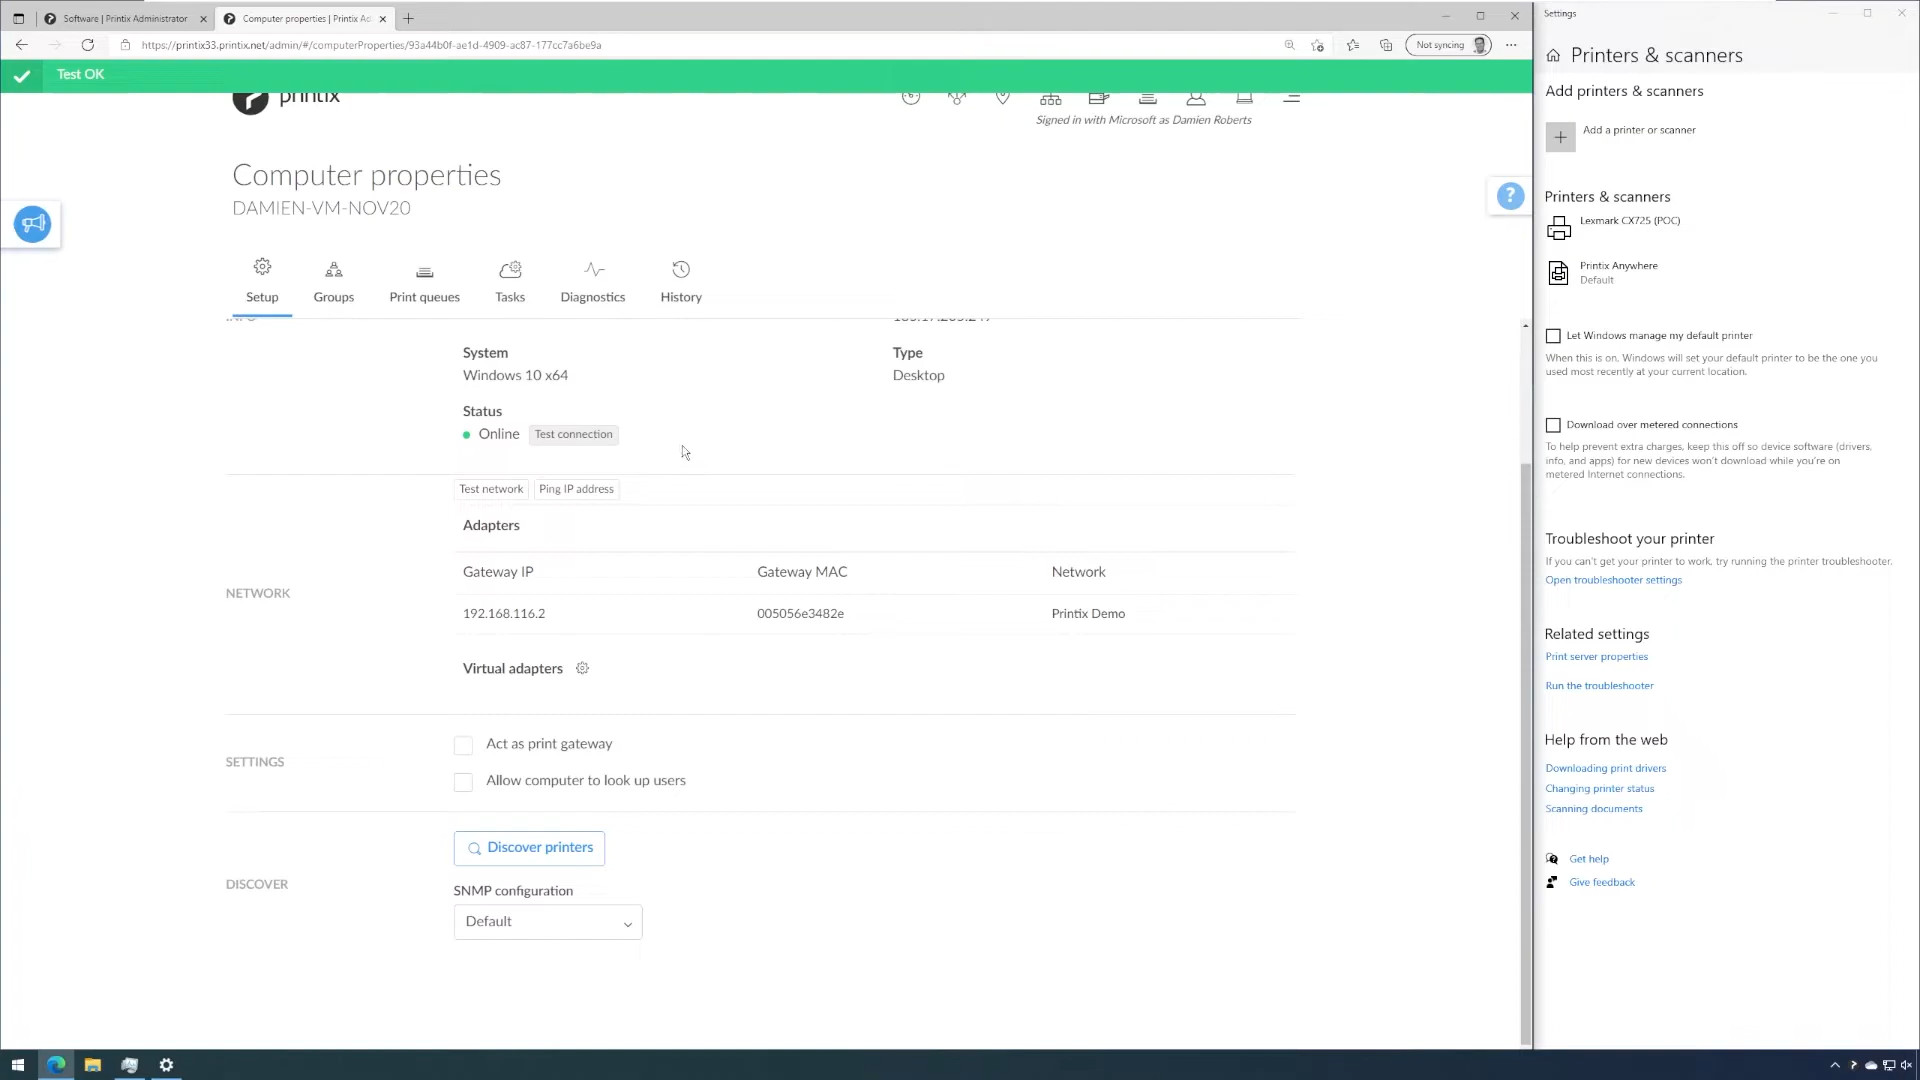 Software | Printix Administrator
Computer properties | Printix Ad
https://printix33.printix.net/admin/#/computerProperties/93a44b0f-ae1d-4909-ac87-177cc7a6be9a
Not syncing
Test OK
printix
Signed in with Microsoft as Damien Roberts
Computer properties
DAMIEN-VM-NOV20
Setup
Groups
Print queues
Tasks
Diagnostics
History
System
Windows 10 x64
Type
Desktop
Status
Online
Test connection
Test network
Ping IP address
Adapters
Gateway IP
Gateway MAC
Network
NETWORK
192.168.116.2
005056e3482e
Printix Demo
Virtual adapters
SETTINGS
Act as print gateway
Allow computer to look up users
DISCOVER
Discover printers
SNMP configuration
Default
Settings
Printers & scanners
Add printers & scanners
Add a printer or scanner
Printers & scanners
Lexmark CX725 (POC)
Printix Anywhere
Default
Let Windows manage my default printer
When this is on, Windows will set your default printer to be the one you
used most recently at your current location.
Download over metered connections
To help prevent extra charges, keep this off so device software (drivers,
info, and apps) for new devices won't download while you're on
metered Internet connections.
Troubleshoot your printer
If you can't get your printer to work, try running the printer troubleshooter.
Open troubleshooter settings
Related settings
Print server properties
Run the troubleshooter
Help from the web
Downloading print drivers
Changing printer status
Scanning documents
Get help
Give feedback